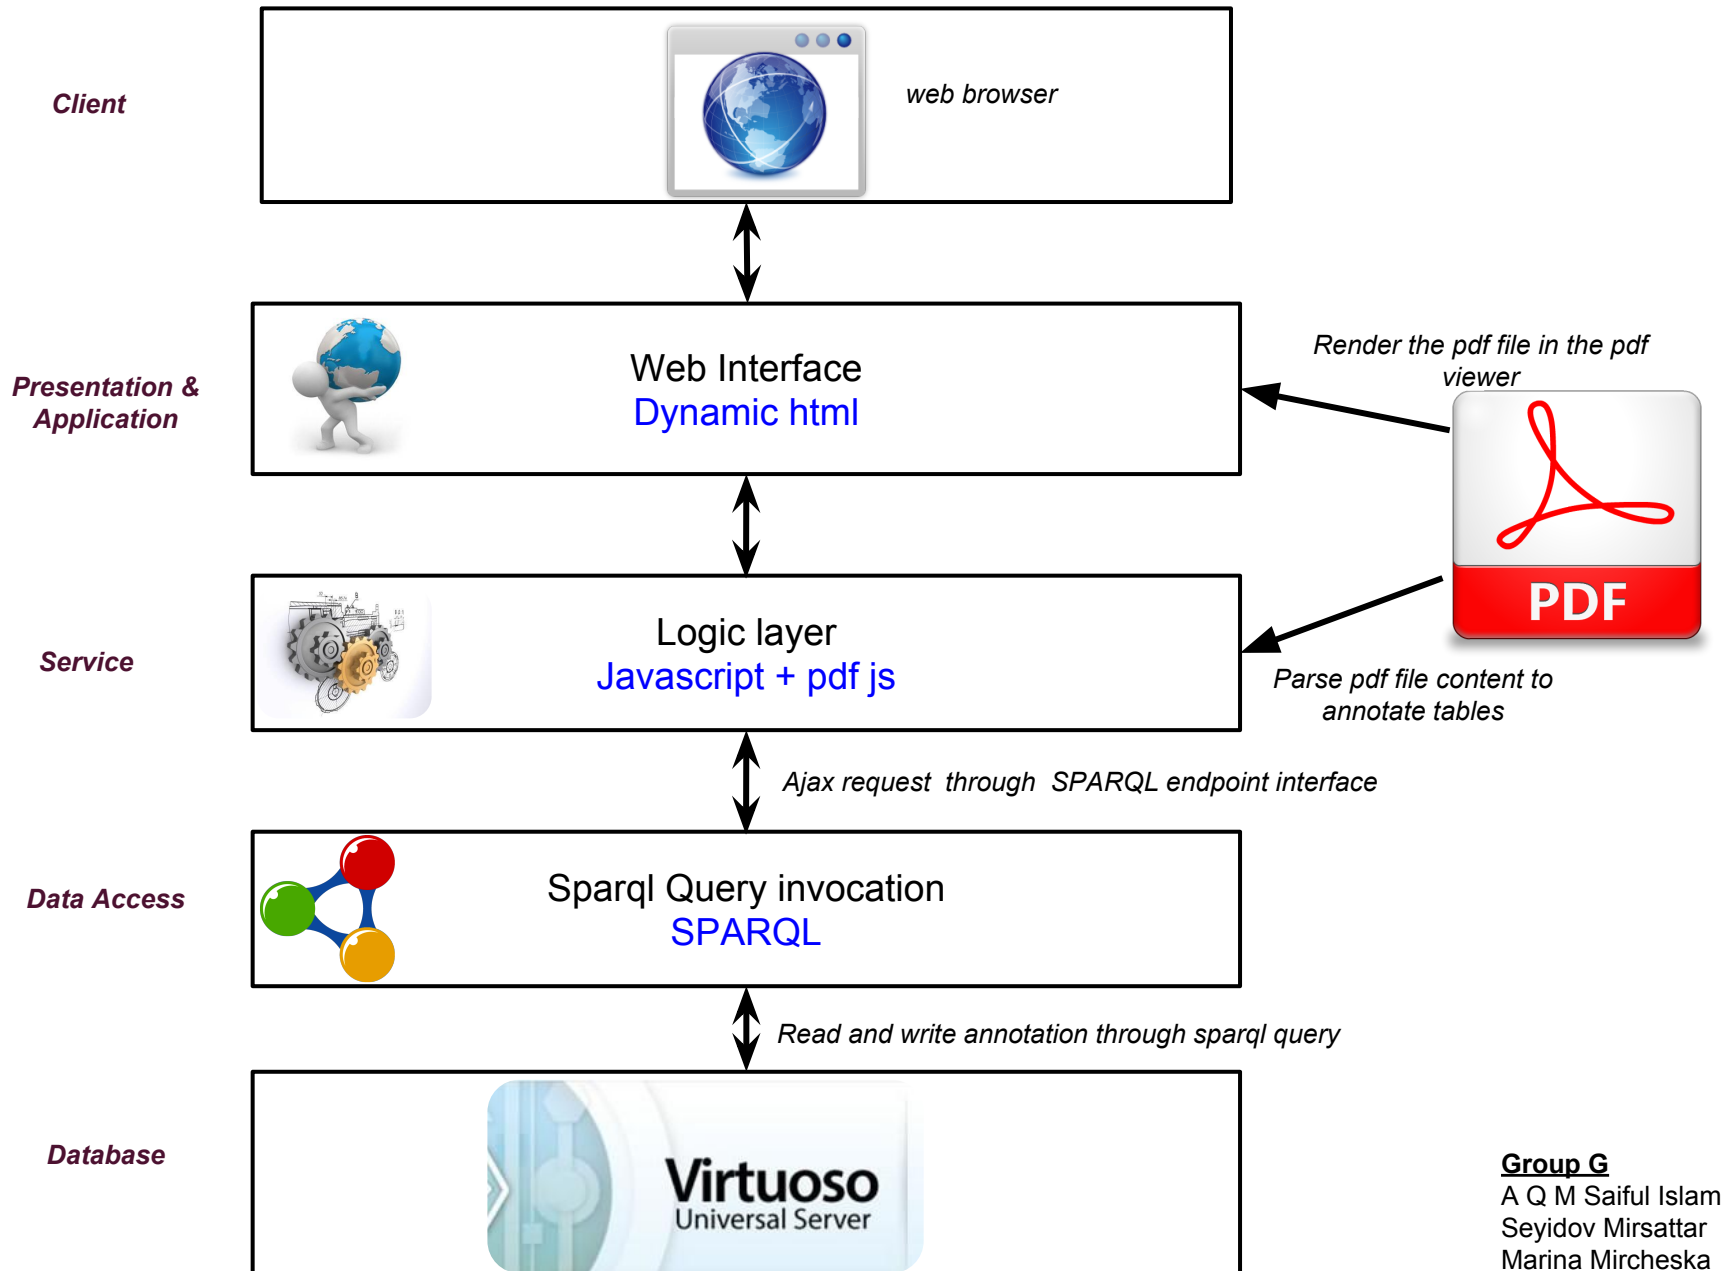 Client
web browser
Presentation &
Application
Web Interface
Dynamic html
Render the pdf file in the pdf
viewer
PDF
Service
Logic layer
Javascript + pdf js
Parse pdf file content to
annotate tables
Ajax request through SPARQL endpoint interface
Data Access
Sparql Query invocation
SPARQL
Read and write annotation through sparql query
Database
Virtuoso
Universal Server
Group G
A Q M Saiful Islam
Seyidov Mirsattar
Marina Mircheska